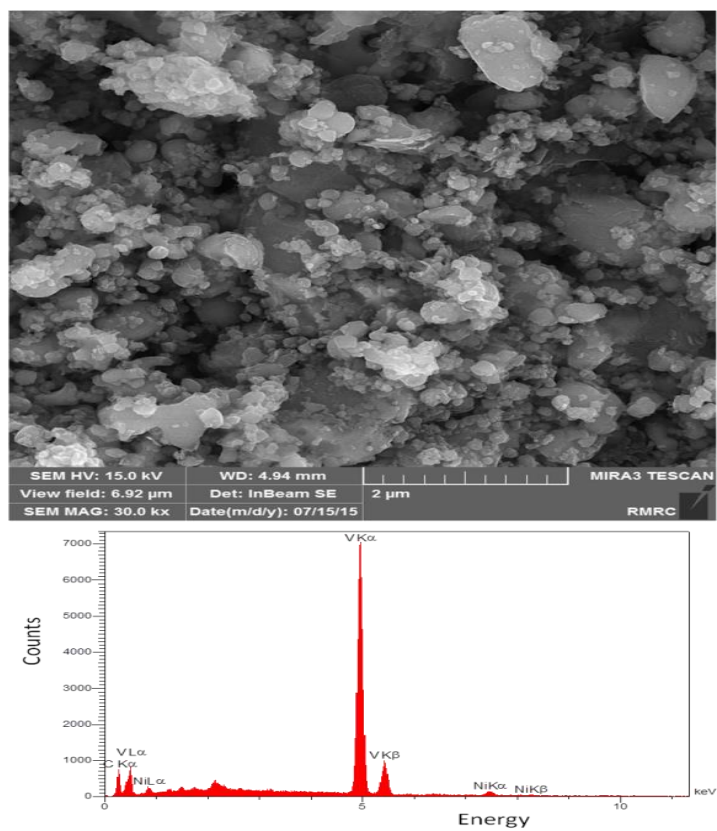 SEM HV: 15.0 kV WD: 4.94 mm MIRA3 TESCAN
View field: 6.92 µm Det: InBeam SE 2 µm
SEM MAG: 30.0 kx Date(m/d/y): 07/15/15 RMRC
VKα
7000
6000
5000
4000
3000
2000
1000
0
Counts
VLα
C Kα
NiLα
VKβ
NiKα
NiKβ
keV
0 5 10
Energy